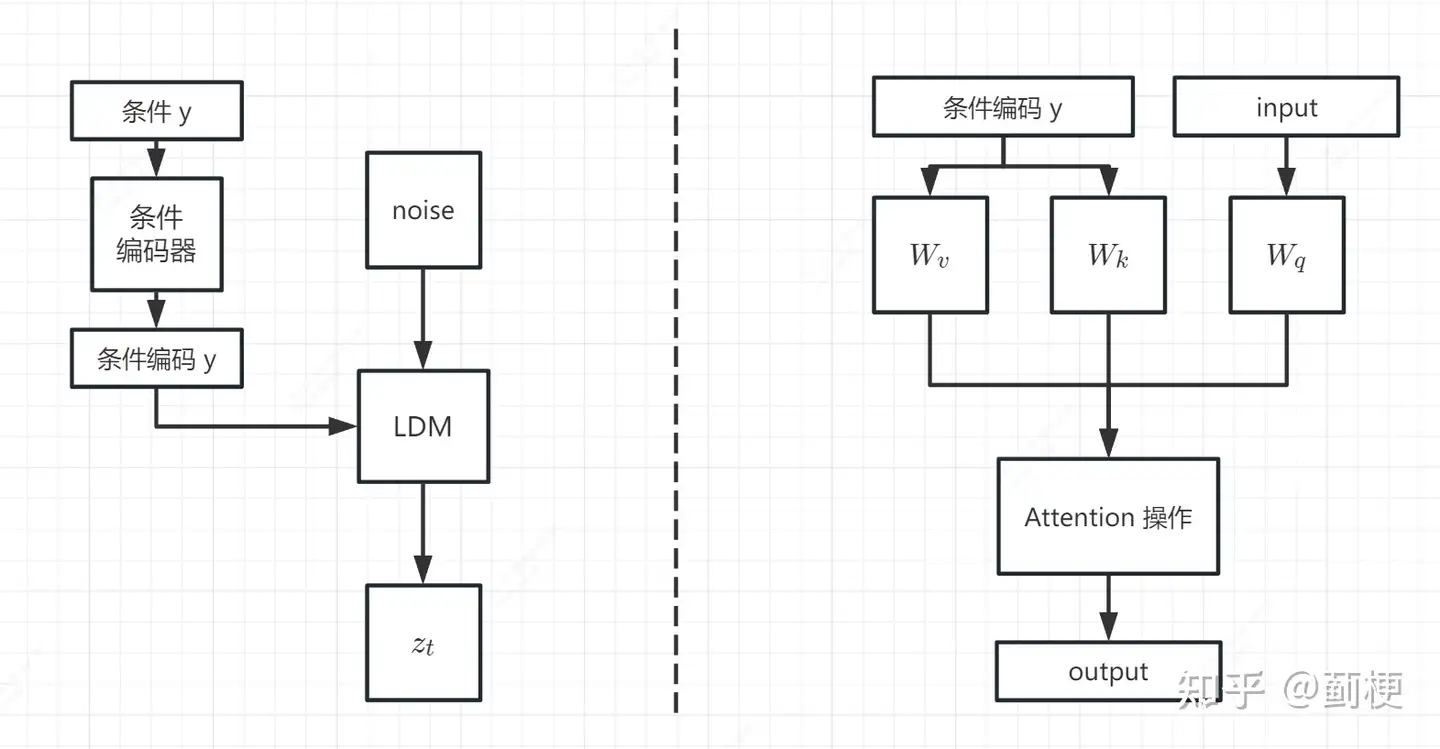 条件 y
条件
编码器
条件编码 y
noise
LDM
z_t
条件编码 y
input
W_v
W_k
W_q
Attention 操作
output
知乎 @蓟梗